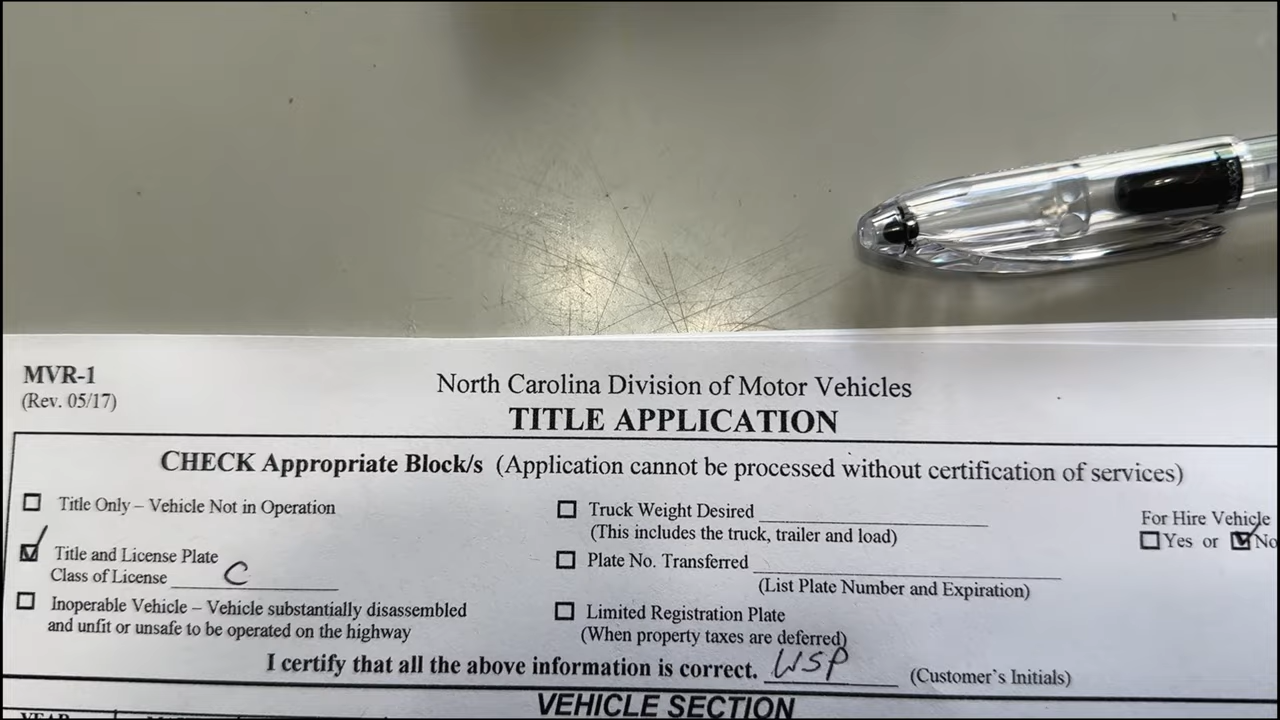 MVR-1
(Rev. 05/17)
North Carolina Division of Motor Vehicles
TITLE APPLICATION
CHECK Appropriate Block/s (Application cannot be processed without certification of services)
Title Only – Vehicle Not in Operation
Title and License Plate
Class of License C
Inoperable Vehicle – Vehicle substantially disassembled
and unfit or unsafe to be operated on the highway
Truck Weight Desired
(This includes the truck, trailer and load)
Plate No. Transferred
(List Plate Number and Expiration)
Limited Registration Plate
(When property taxes are deferred)
For Hire Vehicle
Yes or No
I certify that all the above information is correct. WSP (Customer's Initials)
VEHICLE SECTION
YEAR